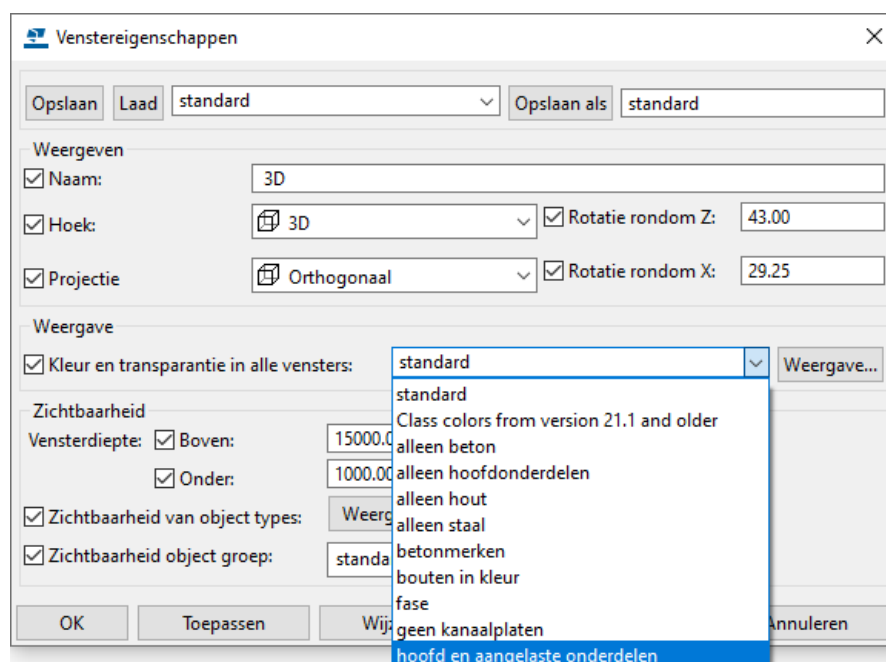 Venstereigenschappen
Opslaan Laad standard Opslaan als standard
Weergeven
Naam: 3D
Hoek: 3D Rotatie rondom Z: 43.00
Projectie Orthogonaal Rotatie rondom X: 29.25
Weergave
Kleur en transparantie in alle vensters: standard Weergave...
standard
Zichtbaarheid Class colors from version 21.1 and older
Vensterdiepte: Boven: 15000.0 alleen beton
Onder: 1000.00 alleen hoofdonderdelen
alleen hout
Zichtbaarheid van object types: Weerg alleen staal
betonmerken
Zichtbaarheid object groep: standa bouten in kleur
fase
OK Toepassen Wijz geen kanaalplaten Annuleren
hoofd en aangelaste onderdelen